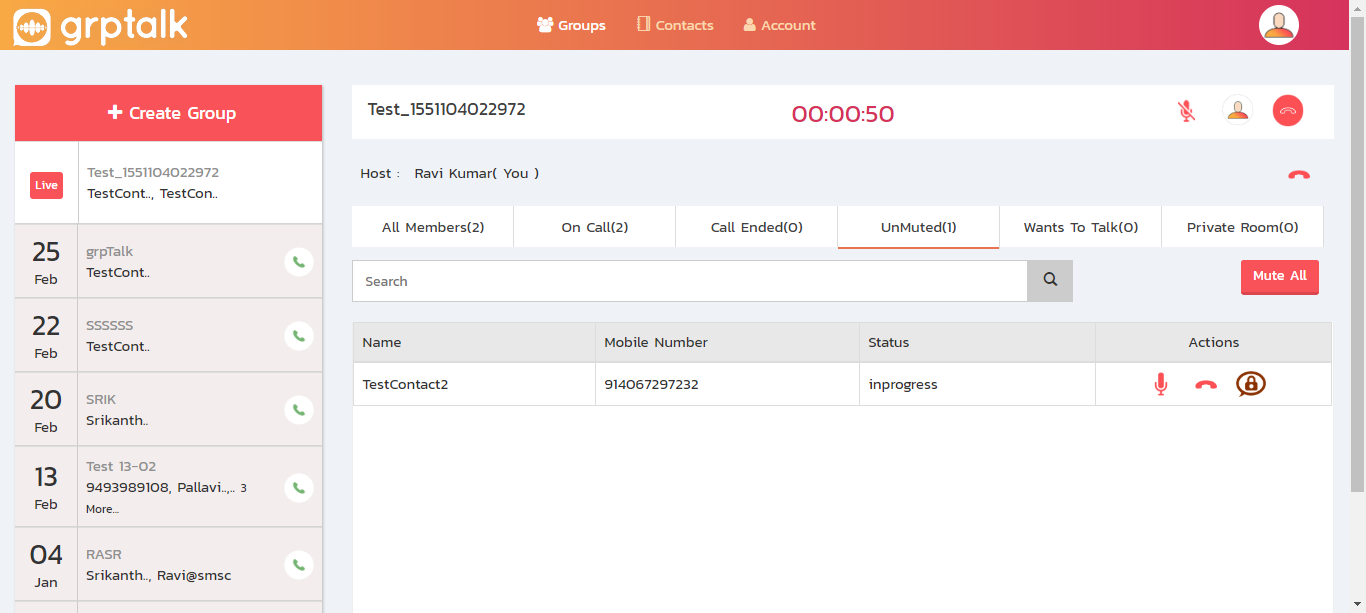 grptalk
Groups Contacts Account
Create Group
Live
Test_1551104022972
TestCont.., TestCon..
25
Feb
grpTalk
TestCont..
22
Feb
SSSSSS
TestCont..
20
Feb
SRIK
Srikanth..
13
Feb
Test 13-02
9493989108, Pallavi..,.. 3
More...
04
Jan
RASR
Srikanth.., Ravi@smsc
Test_1551104022972
00:00:50
Host : Ravi Kumar( You )
All Members(2) On Call(2) Call Ended(0) UnMuted(1) Wants To Talk(0) Private Room(0)
Search
Mute All
Name Mobile Number Status Actions
TestContact2 914067297232 inprogress